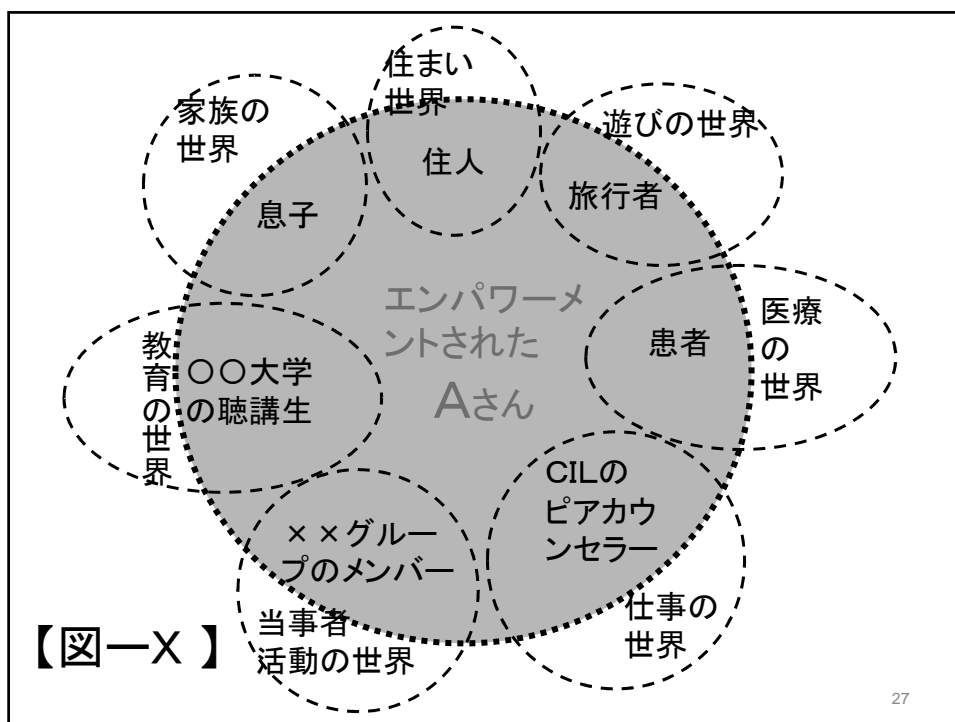 住まい
世界
住人
家族の
世界
息子
遊びの世界
旅行者
エンパワーメ
ントされた
Aさん
患者
医療
の
世界
教育の世界
〇〇大学
の聴講生
CILの
ピアカウ
ンセラー
仕事の
世界
××グルー
プのメンバー
当事者
活動の世界
【図ーX 】
27